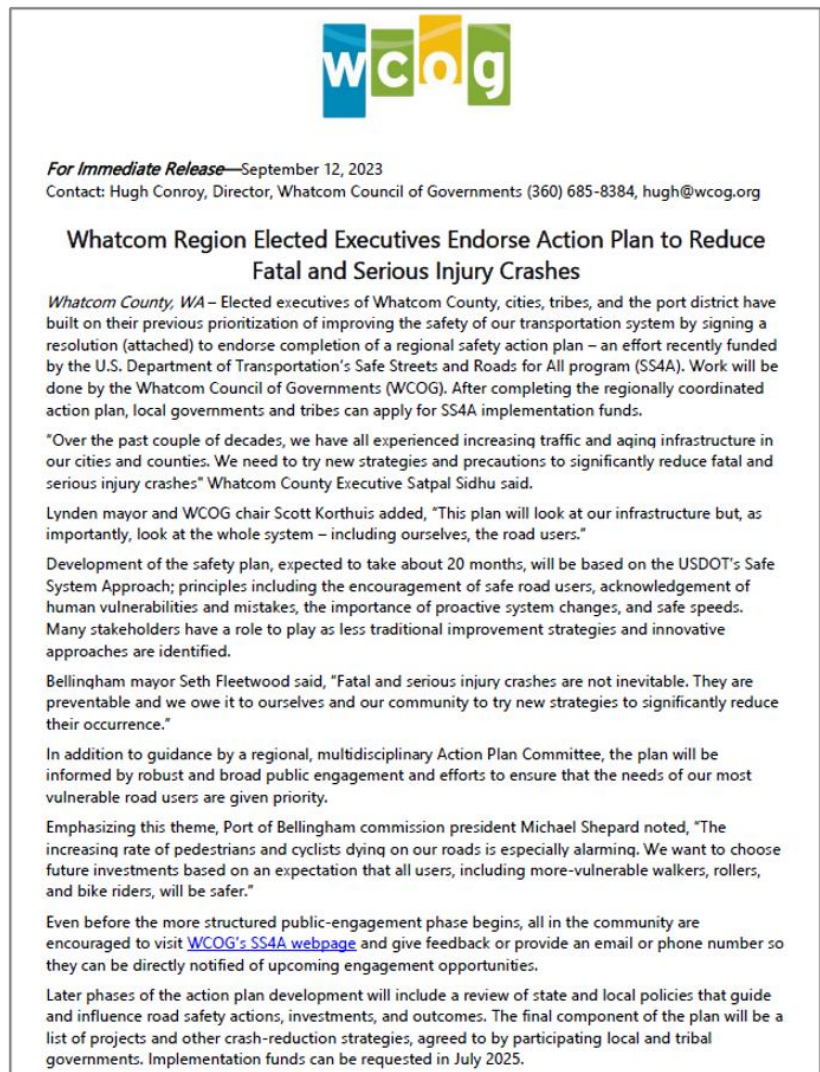 wcog
For Immediate Release—September 12, 2023
Contact: Hugh Conroy, Director, Whatcom Council of Governments (360) 685-8384, hugh@wcog.org
Whatcom Region Elected Executives Endorse Action Plan to Reduce
Fatal and Serious Injury Crashes
Whatcom County, WA – Elected executives of Whatcom County, cities, tribes, and the port district have
built on their previous prioritization of improving the safety of our transportation system by signing a
resolution (attached) to endorse completion of a regional safety action plan – an effort recently funded
by the U.S. Department of Transportation's Safe Streets and Roads for All program (SS4A). Work will be
done by the Whatcom Council of Governments (WCOG). After completing the regionally coordinated
action plan, local governments and tribes can apply for SS4A implementation funds.
"Over the past couple of decades, we have all experienced increasing traffic and aging infrastructure in
our cities and counties. We need to try new strategies and precautions to significantly reduce fatal and
serious injury crashes" Whatcom County Executive Satpal Sidhu said.
Lynden mayor and WCOG chair Scott Korthuis added, "This plan will look at our infrastructure but, as
importantly, look at the whole system – including ourselves, the road users."
Development of the safety plan, expected to take about 20 months, will be based on the USDOT's Safe
System Approach; principles including the encouragement of safe road users, acknowledgement of
human vulnerabilities and mistakes, the importance of proactive system changes, and safe speeds.
Many stakeholders have a role to play as less traditional improvement strategies and innovative
approaches are identified.
Bellingham mayor Seth Fleetwood said, "Fatal and serious injury crashes are not inevitable. They are
preventable and we owe it to ourselves and our community to try new strategies to significantly reduce
their occurrence."
In addition to guidance by a regional, multidisciplinary Action Plan Committee, the plan will be
informed by robust and broad public engagement and efforts to ensure that the needs of our most
vulnerable road users are given priority.
Emphasizing this theme, Port of Bellingham commission president Michael Shepard noted, "The
increasing rate of pedestrians and cyclists dying on our roads is especially alarming. We want to choose
future investments based on an expectation that all users, including more-vulnerable walkers, rollers,
and bike riders, will be safer."
Even before the more structured public-engagement phase begins, all in the community are
encouraged to visit WCOG's SS4A webpage and give feedback or provide an email or phone number so
they can be directly notified of upcoming engagement opportunities.
Later phases of the action plan development will include a review of state and local policies that guide
and influence road safety actions, investments, and outcomes. The final component of the plan will be a
list of projects and other crash-reduction strategies, agreed to by participating local and tribal
governments. Implementation funds can be requested in July 2025.